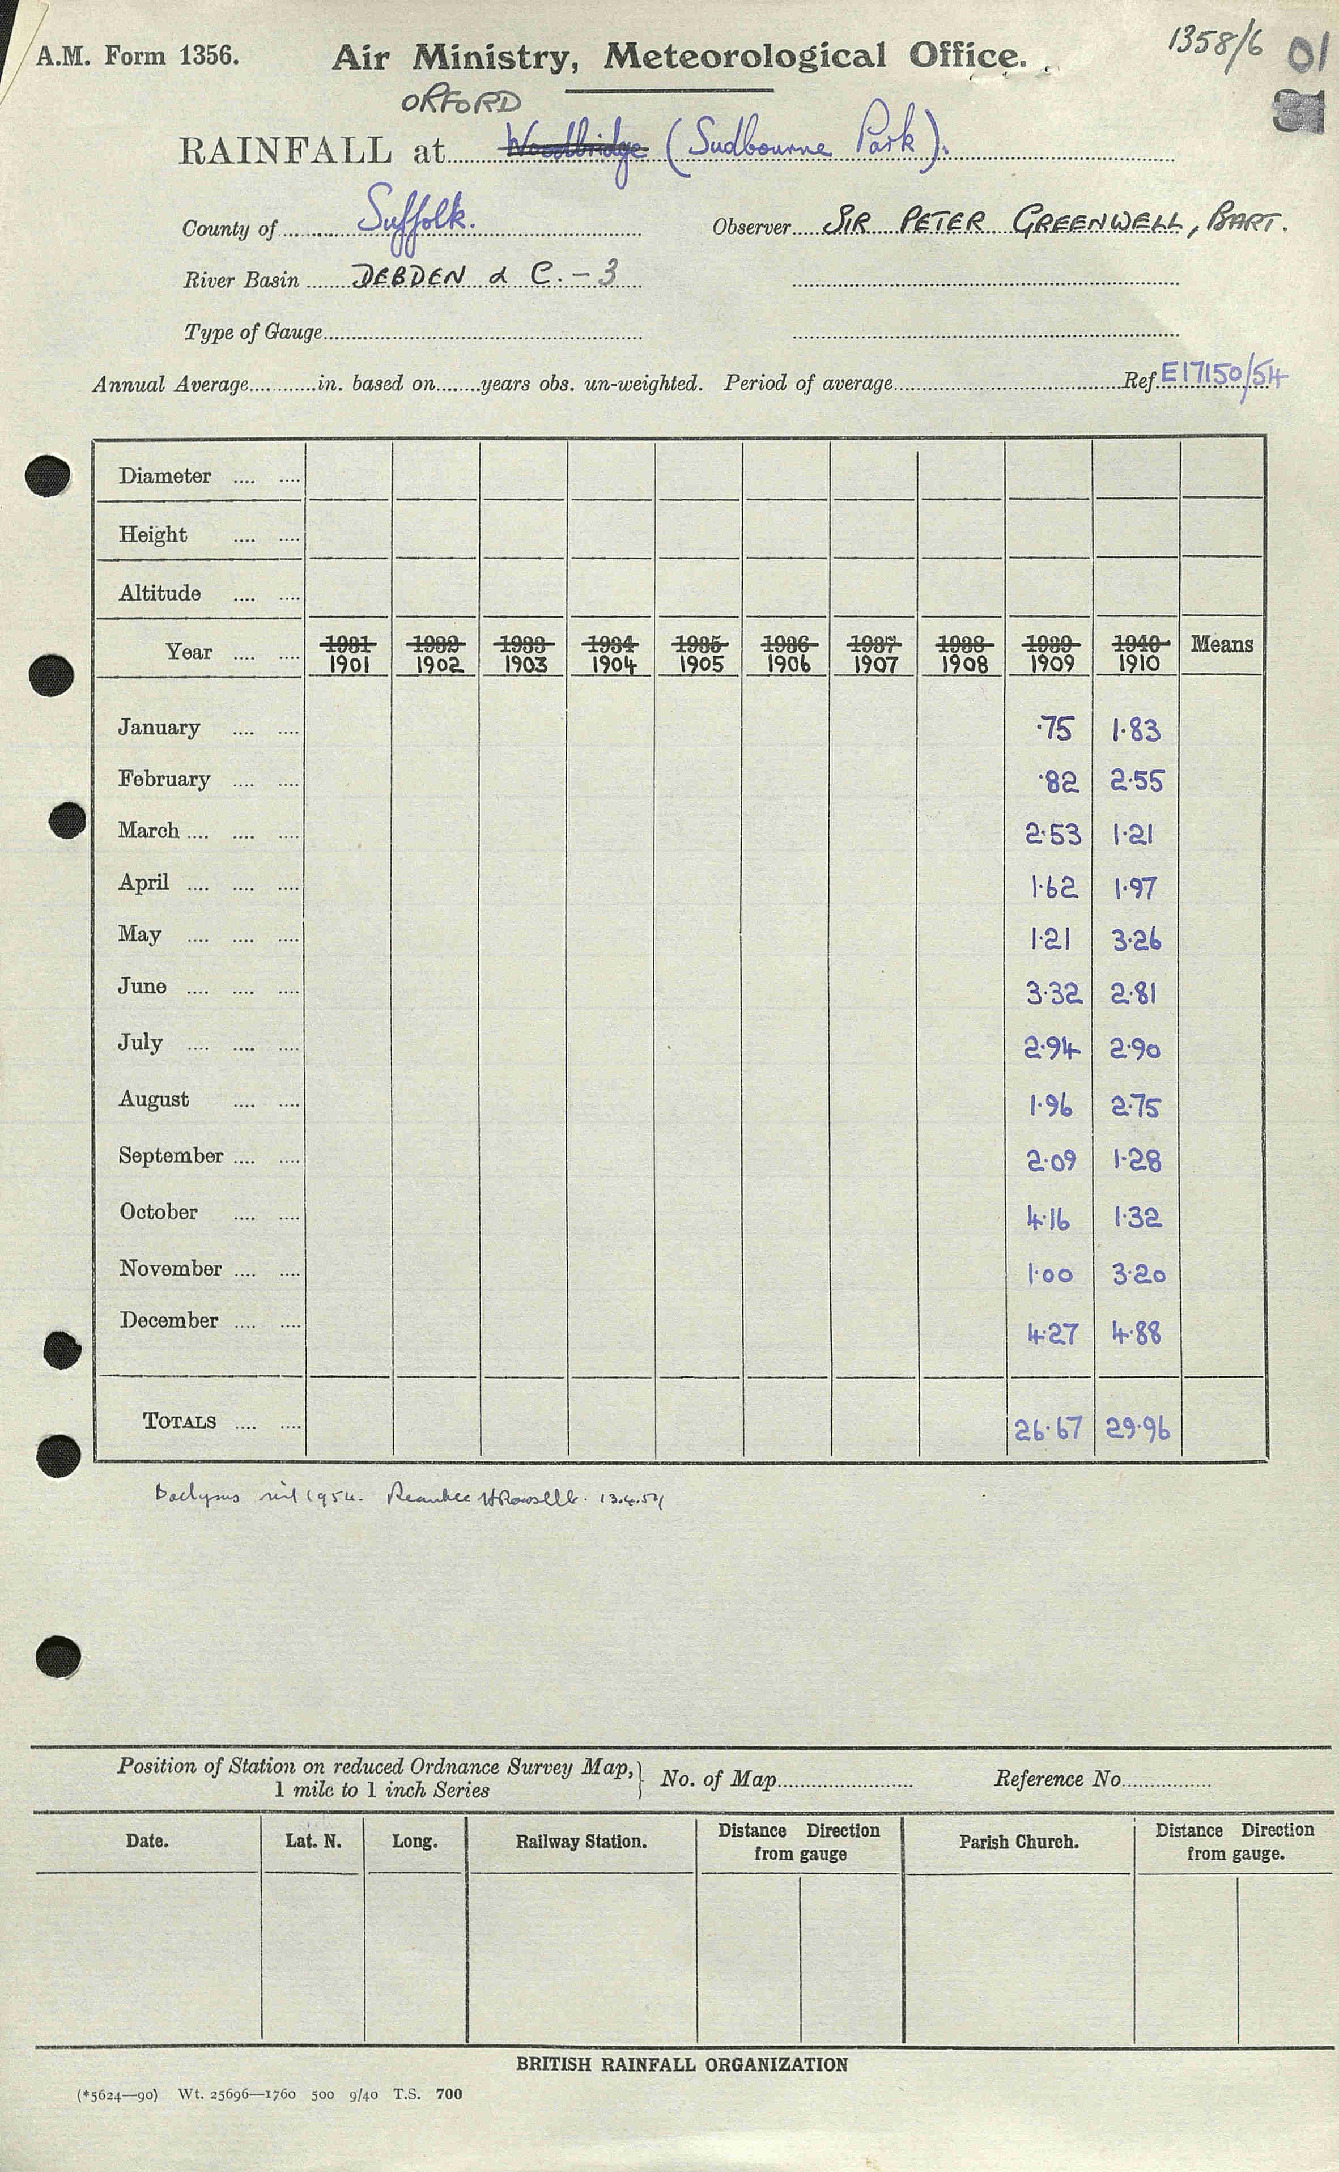 A.M. Form 1356. Air Ministry, Meteorological Office. 1358/6 01
ORFORD
RAINFALL at Woodbridge (Sudbourne Park).
County of Suffolk. Observer SIR PETER GREENWELL, BART.
River Basin DEBDEN & C. - 3
Type of Gauge
Annual Average in. based on years obs. un-weighted. Period of average Ref. E17150/54
Diameter
Height
Altitude
Year 1931 1932 1933 1934 1935 1936 1937 1938 1939 1940 Means
1901 1902 1903 1904 1905 1906 1907 1908 1909 1910
January ·75 1·83
February ·82 2·55
March 2·53 1·21
April 1·62 1·97
May 1·21 3·26
June 3·32 2·81
July 2·94 2·90
August 1·96 2·75
September 2·09 1·28
October 4·16 1·32
November 1·00 3·20
December 4·27 4·88
TOTALS 26·67 29·96
1954. 13.4.54
Position of Station on reduced Ordnance Survey Map, } No. of Map Reference No
1 mile to 1 inch Series
Date. Lat. N. Long. Railway Station. Distance Direction from gauge Parish Church. Distance Direction from gauge.
BRITISH RAINFALL ORGANIZATION
(*5624—90) Wt. 25696—1760 500 9/40 T.S. 700